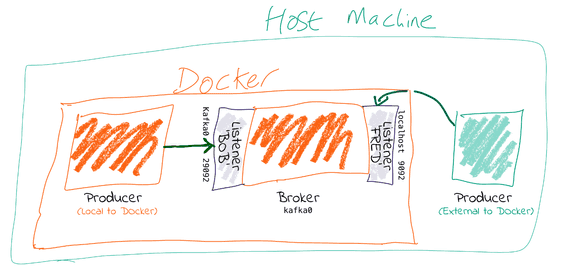 Host Machine
Docker
Kafka0 29092
Listener
'BOB'
Listener
'FRED'
localhost 9092
Producer
(Local to Docker)
Broker
kafka0
Producer
(External to Docker)